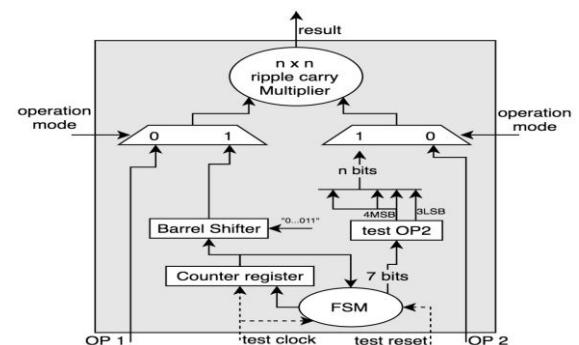 result
n x n
ripple carry
Multiplier
operation
mode
operation
mode
0 1
1 0
n bits
4MSB
3LSB
Barrel Shifter
"0...011"
test OP2
Counter register
7 bits
FSM
OP 1
test clock
test reset
OP 2